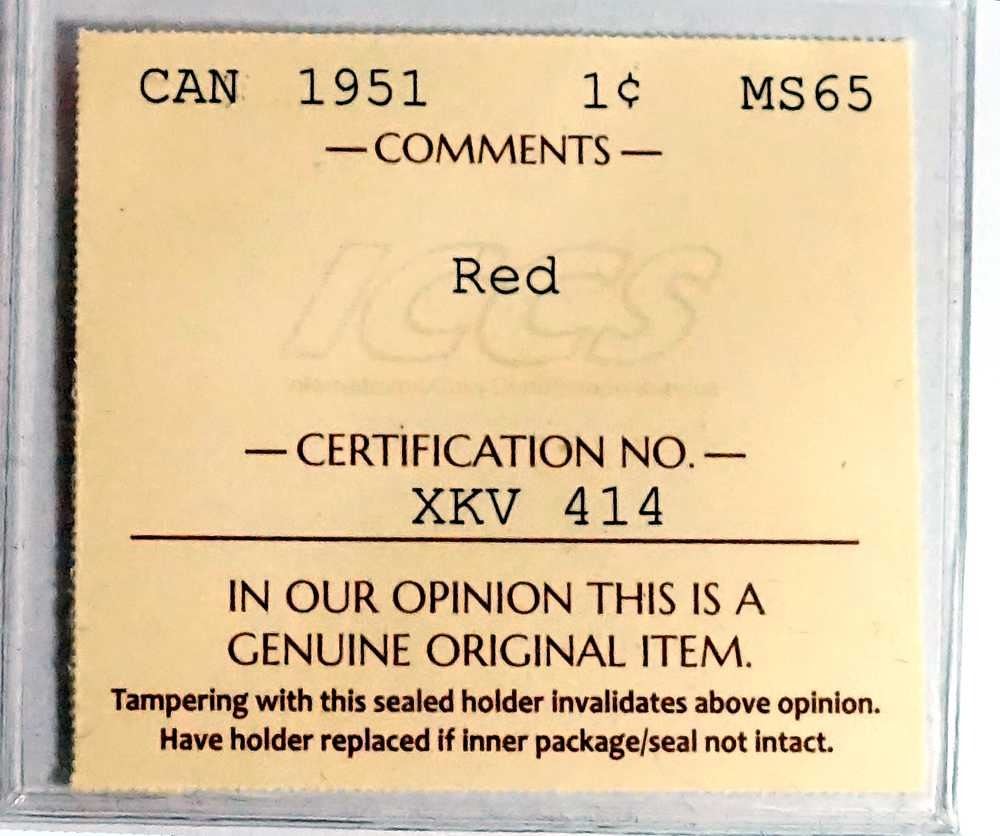 CAN 1951 1¢ MS65
— COMMENTS —
Red
ICCS
— CERTIFICATION NO. —
XKV 414
IN OUR OPINION THIS IS A
GENUINE ORIGINAL ITEM.
Tampering with this sealed holder invalidates above opinion.
Have holder replaced if inner package/seal not intact.